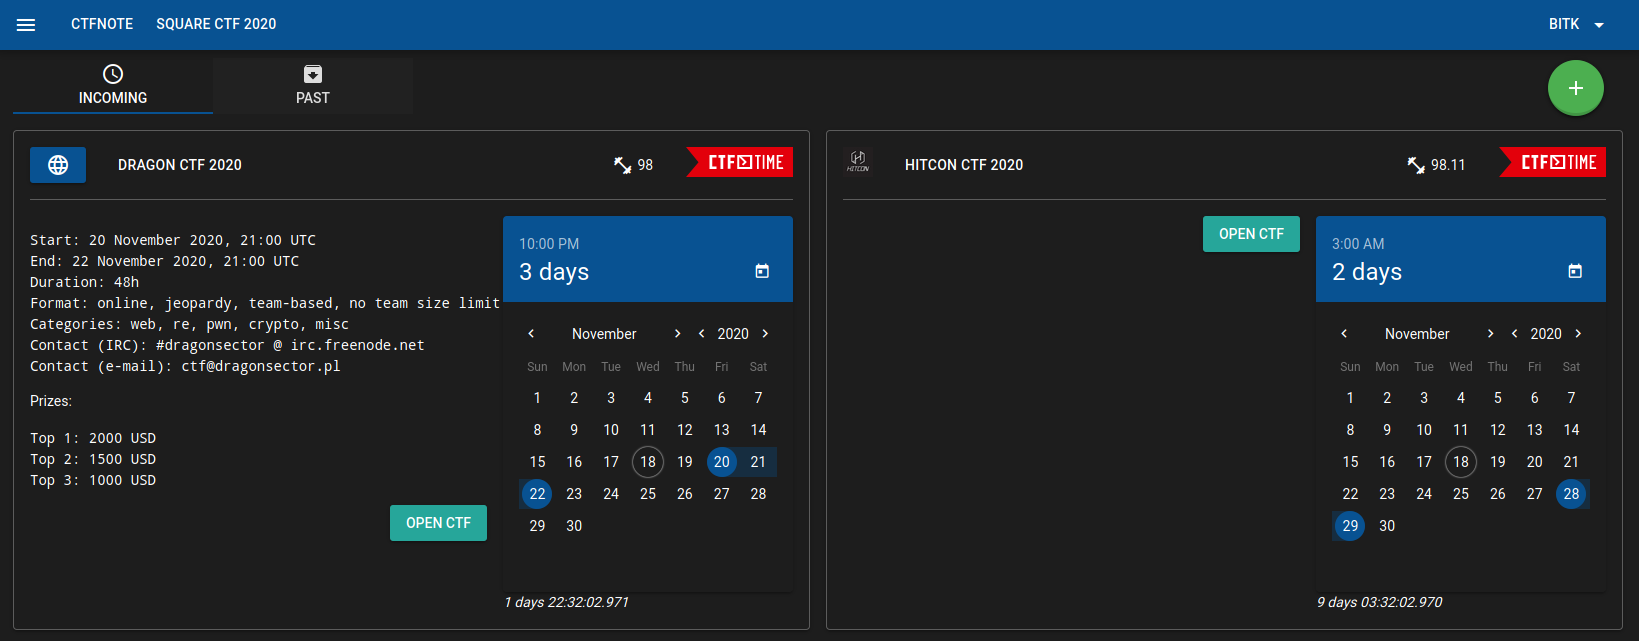 CTFNOTE SQUARE CTF 2020 BITK
INCOMING PAST
DRAGON CTF 2020 98 CTF TIME
Start: 20 November 2020, 21:00 UTC
End: 22 November 2020, 21:00 UTC
Duration: 48h
Format: online, jeopardy, team-based, no team size limit
Categories: web, re, pwn, crypto, misc
Contact (IRC): #dragonsector @ irc.freenode.net
Contact (e-mail): ctf@dragonsector.pl
Prizes:
Top 1: 2000 USD
Top 2: 1500 USD
Top 3: 1000 USD
OPEN CTF
10:00 PM
3 days
November 2020
Sun Mon Tue Wed Thu Fri Sat
1 2 3 4 5 6 7
8 9 10 11 12 13 14
15 16 17 18 19 20 21
22 23 24 25 26 27 28
29 30
1 days 22:32:02.971
HITCON HITCON CTF 2020 98.11 CTF TIME
OPEN CTF
3:00 AM
2 days
November 2020
Sun Mon Tue Wed Thu Fri Sat
1 2 3 4 5 6 7
8 9 10 11 12 13 14
15 16 17 18 19 20 21
22 23 24 25 26 27 28
29 30
9 days 03:32:02.970